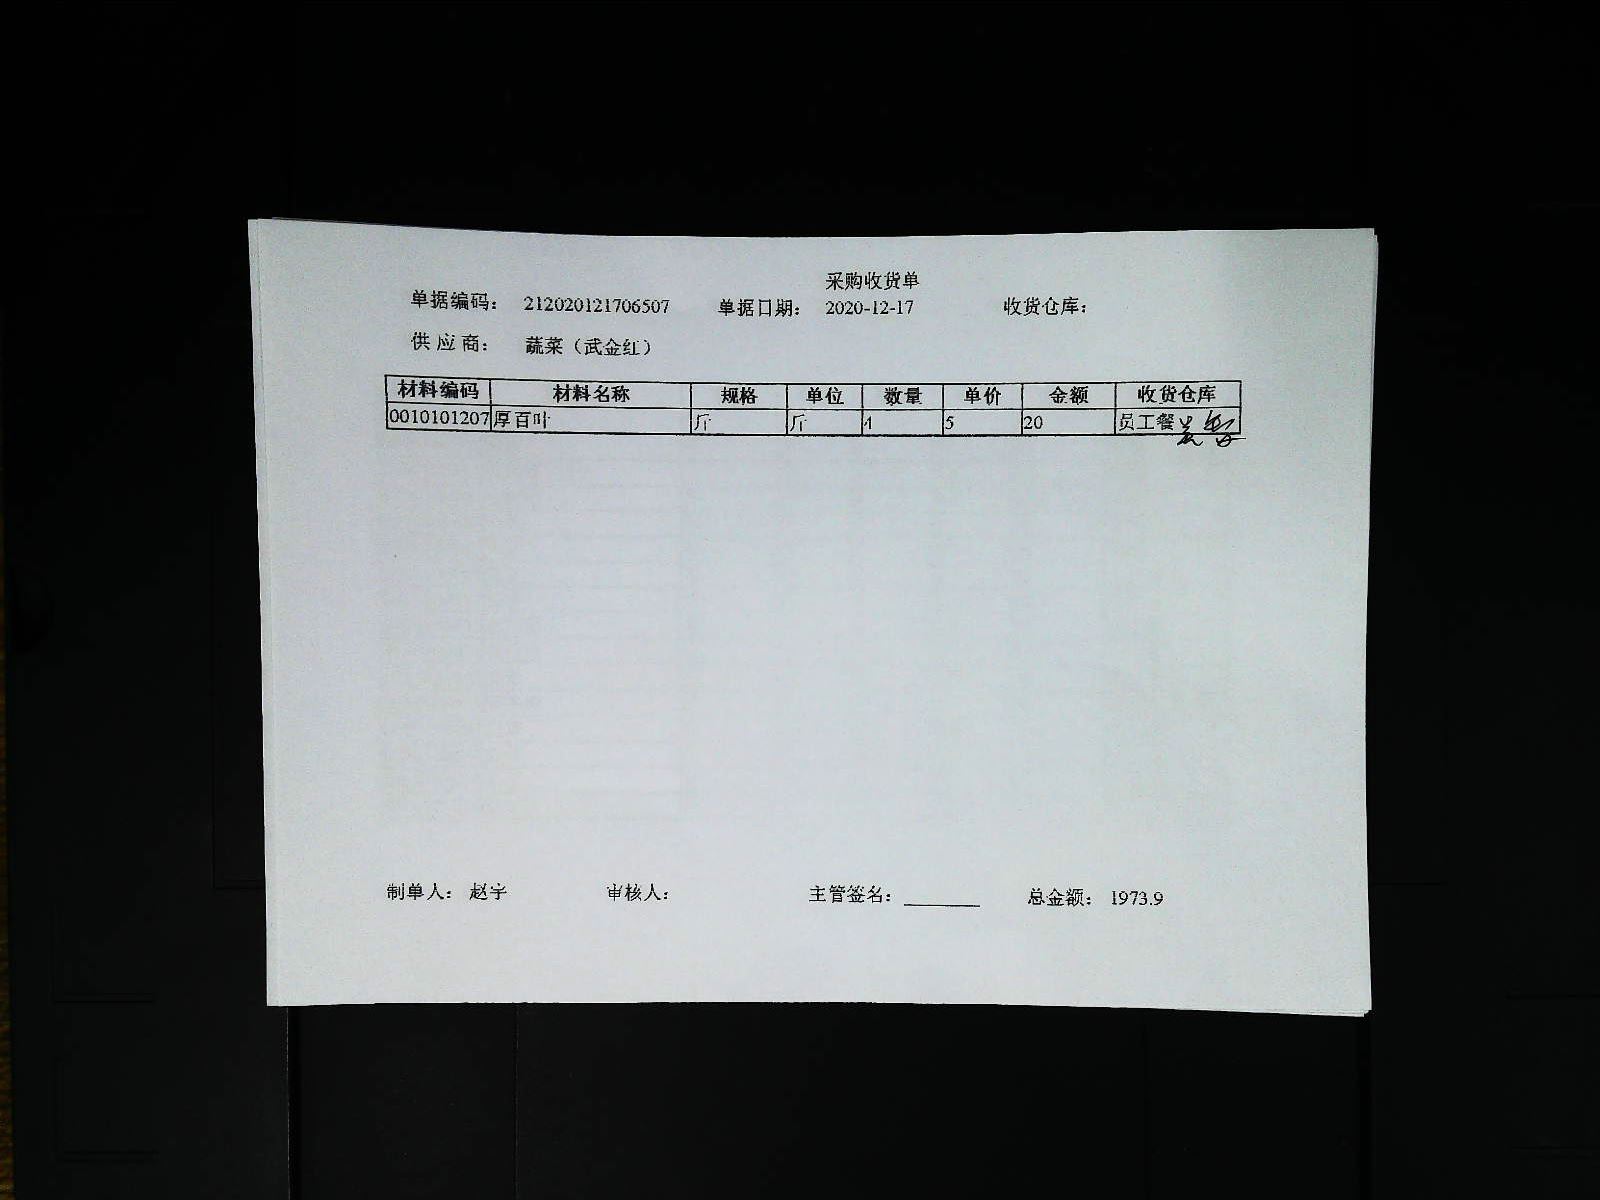 采购收货单
单据编码： 212020121706507 单据日期： 2020-12-17 收货仓库：
供 应 商： 蔬菜（武金红）
材料编码 材料名称 规格 单位 数量 单价 金额 收货仓库
0010101207 厚百叶 斤 斤 4 5 20 员工餐
制单人： 赵宇 审核人： 主管签名： 总金额： 1973.9